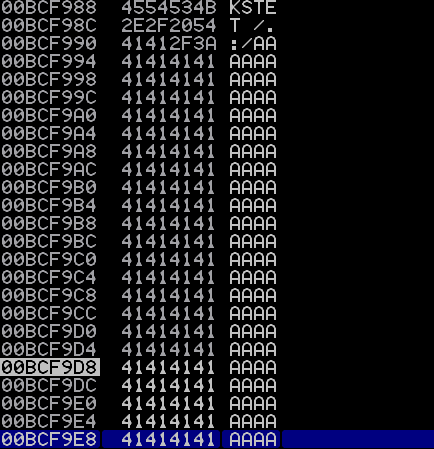 00BCF988 4554534B KSTE
00BCF98C 2E2F2054 T /.
00BCF990 41412F3A :/AA
00BCF994 41414141 AAAA
00BCF998 41414141 AAAA
00BCF99C 41414141 AAAA
00BCF9A0 41414141 AAAA
00BCF9A4 41414141 AAAA
00BCF9A8 41414141 AAAA
00BCF9AC 41414141 AAAA
00BCF9B0 41414141 AAAA
00BCF9B4 41414141 AAAA
00BCF9B8 41414141 AAAA
00BCF9BC 41414141 AAAA
00BCF9C0 41414141 AAAA
00BCF9C4 41414141 AAAA
00BCF9C8 41414141 AAAA
00BCF9CC 41414141 AAAA
00BCF9D0 41414141 AAAA
00BCF9D4 41414141 AAAA
00BCF9D8 41414141 AAAA
00BCF9DC 41414141 AAAA
00BCF9E0 41414141 AAAA
00BCF9E4 41414141 AAAA
00BCF9E8 41414141 AAAA